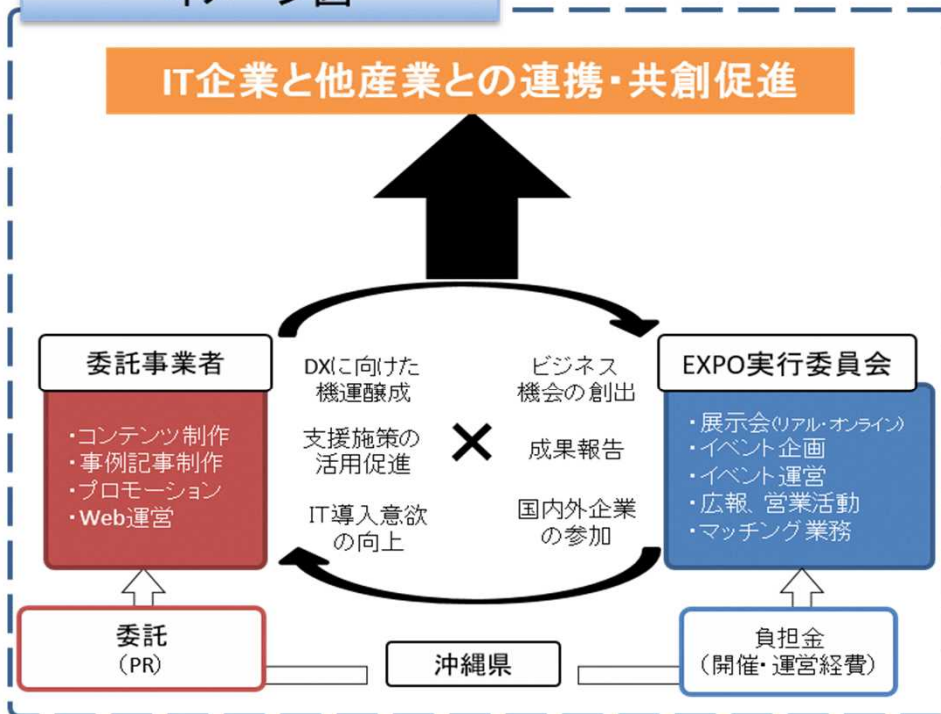 IT企業と他産業との連携・共創促進
委託事業者
・コンテンツ制作
・事例記事制作
・プロモーション
・Web運営
DXに向けた
機運醸成
支援施策の
活用促進
IT導入意欲
の向上
×
ビジネス
機会の創出
成果報告
国内外企業
の参加
EXPO実行委員会
・展示会(リアル・オンライン)
・イベント企画
・イベント運営
・広報、営業活動
・マッチング業務
委託
(PR)
沖縄県
負担金
(開催・運営経費)